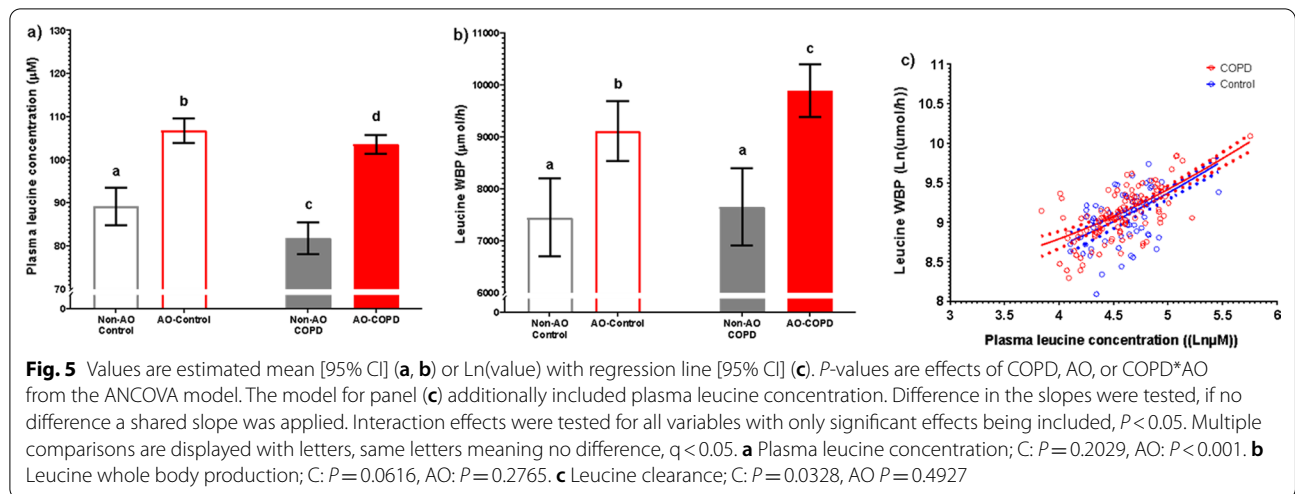 a)
b)
c)
130
120
110
100
90
80
70
0
Plasma leucine concentration (µM)
a
b
c
d
Non-AO
Control
AO-Control
Non-AO
COPD
AO-COPD
11000
10000
9000
8000
7000
6000
0
Leucine WBP (µmol/h)
a
b
a
c
Non-AO
Control
AO-Control
Non-AO
COPD
AO-COPD
11
10.5
10
9.5
9
8.5
8
Leucine WBP (Ln(umol/h))
COPD
Control
3.5
4
4.5
5
5.5
6
Plasma leucine concentration ((LnµM))
Fig. 5 Values are estimated mean [95% CI] (a, b) or Ln(value) with regression line [95% CI] (c). P-values are effects of COPD, AO, or COPD*AO
from the ANCOVA model. The model for panel (c) additionally included plasma leucine concentration. Difference in the slopes were tested, if no
difference a shared slope was applied. Interaction effects were tested for all variables with only significant effects being included, P < 0.05. Multiple
comparisons are displayed with letters, same letters meaning no difference, q < 0.05. a Plasma leucine concentration; C: P = 0.2029, AO: P < 0.001. b
Leucine whole body production; C: P = 0.0616, AO: P = 0.2765. c Leucine clearance; C: P = 0.0328, AO P = 0.4927